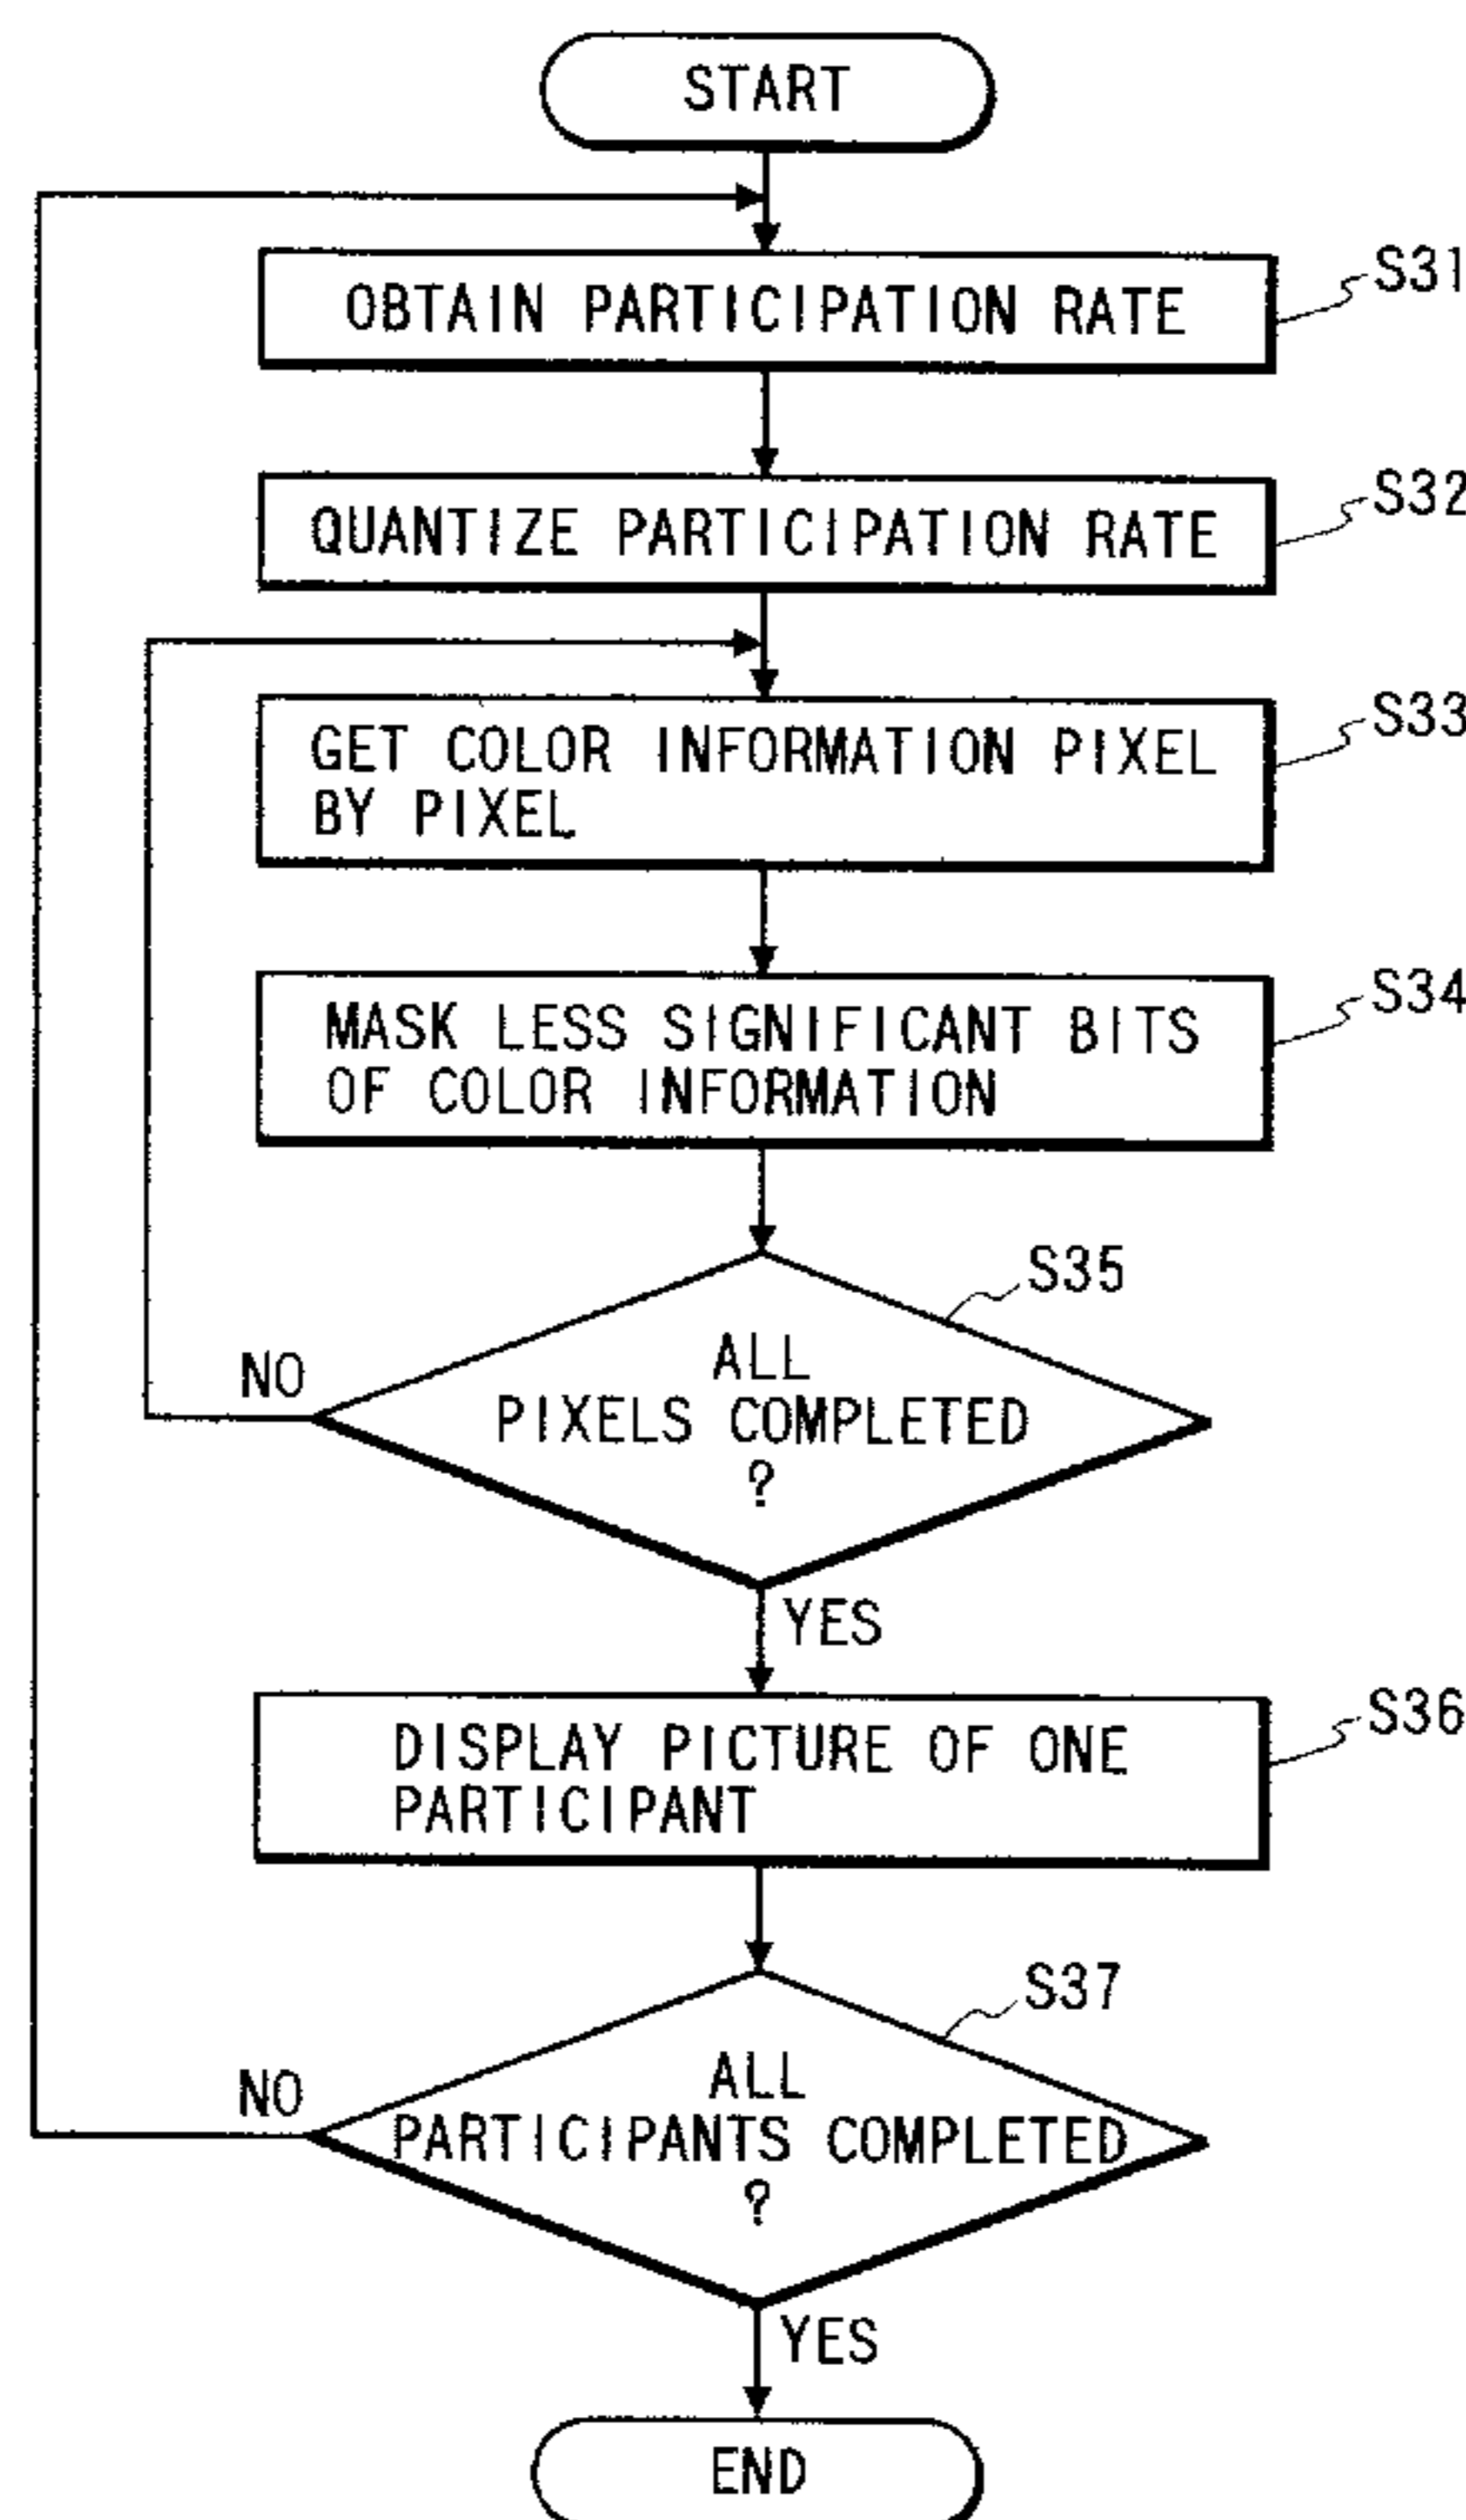 START
OBTAIN PARTICIPATION RATE
S31
QUANTIZE PARTICIPATION RATE
S32
GET COLOR INFORMATION PIXEL
BY PIXEL
S33
MASK LESS SIGNIFICANT BITS
OF COLOR INFORMATION
S34
S35
ALL
PIXELS COMPLETED
?
NO
YES
DISPLAY PICTURE OF ONE
PARTICIPANT
S36
S37
ALL
PARTICIPANTS COMPLETED
?
NO
YES
END